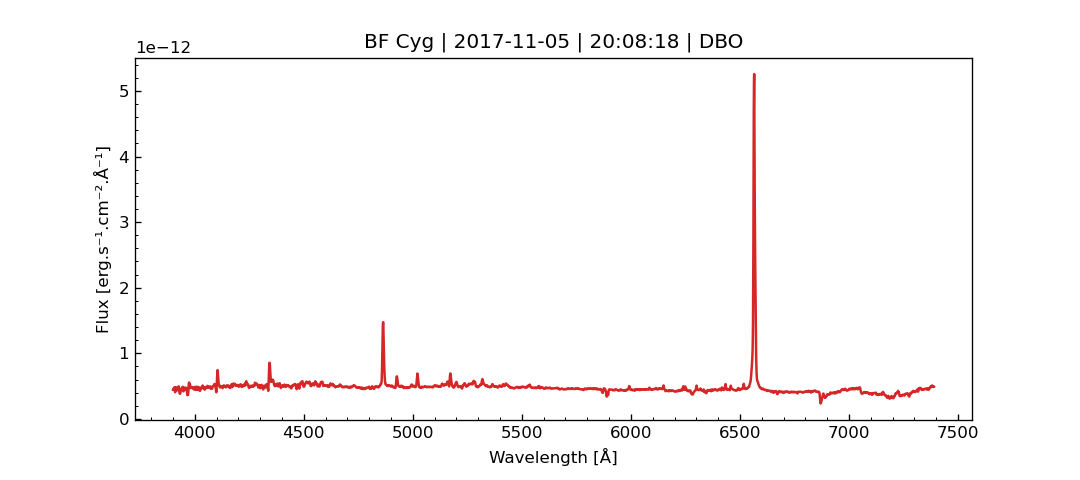 BF Cyg | 2017-11-05 | 20:08:18 | DBO
1e−12
5
4
3
2
1
0
Flux [erg.s⁻¹.cm⁻².Å⁻¹]
4000 4500 5000 5500 6000 6500 7000 7500
Wavelength [Å]